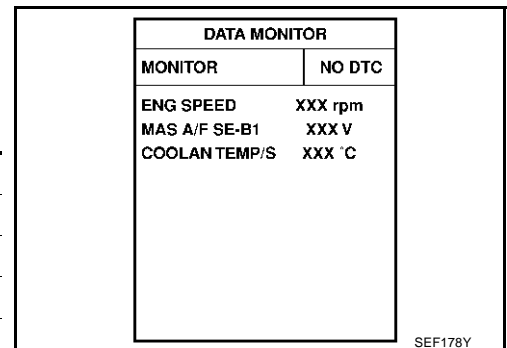 DATA MONITOR
MONITOR NO DTC
ENG SPEED XXX rpm
MAS A/F SE-B1 XXX V
COOLAN TEMP/S XXX °C
SEF178Y